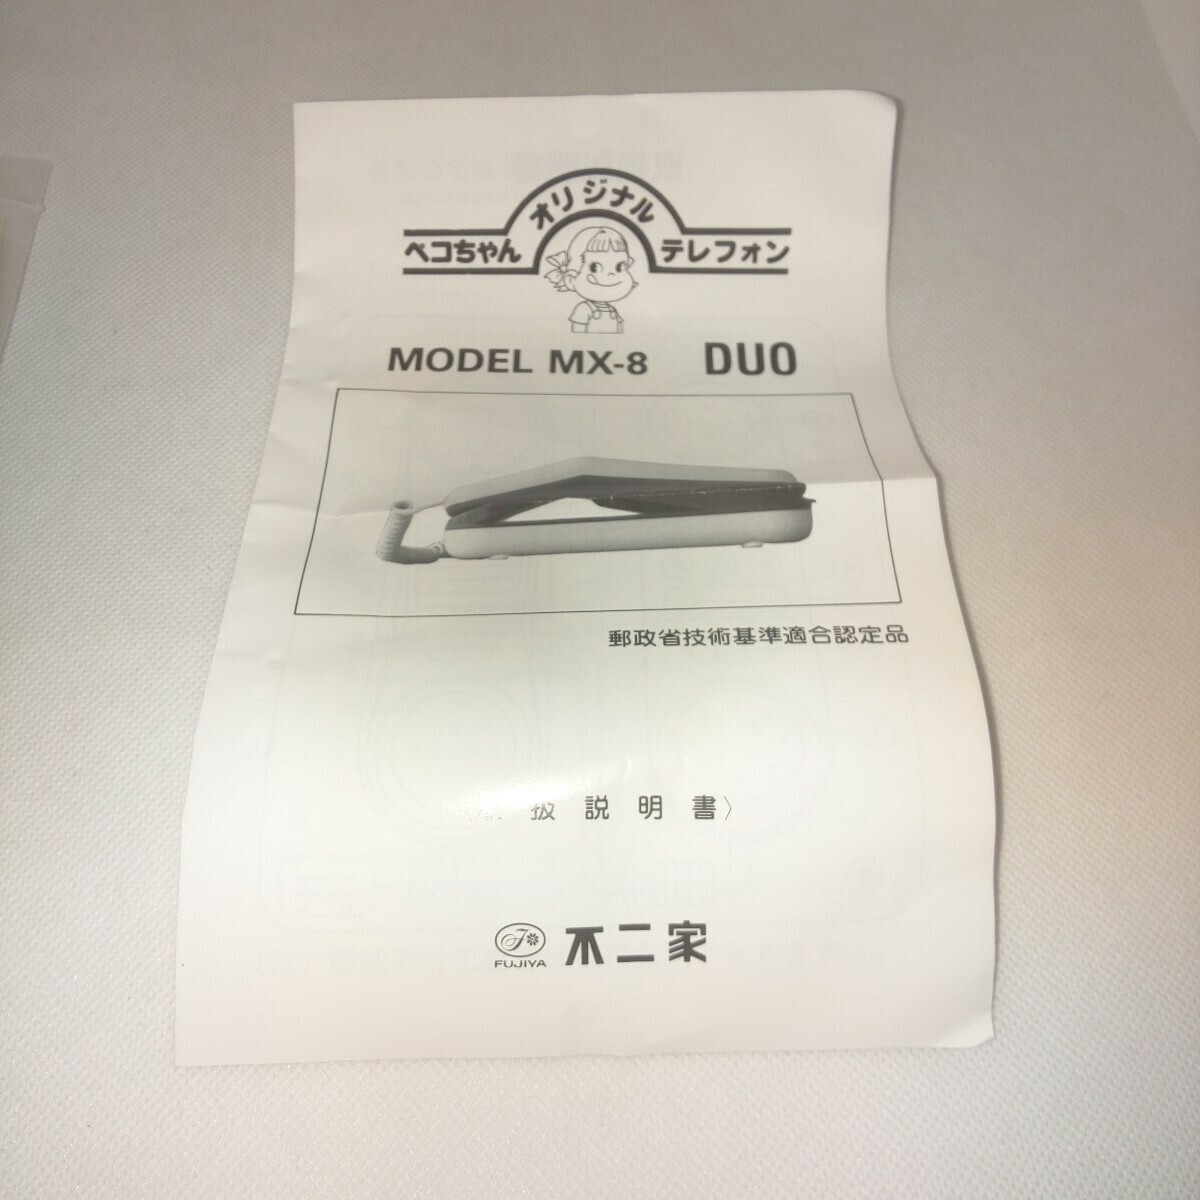 オリジナル
ペコちゃん テレフォン
MODEL MX-8 DUO
郵政省技術基準適合認定品
扱説明書〉
FUJIYA 不二家